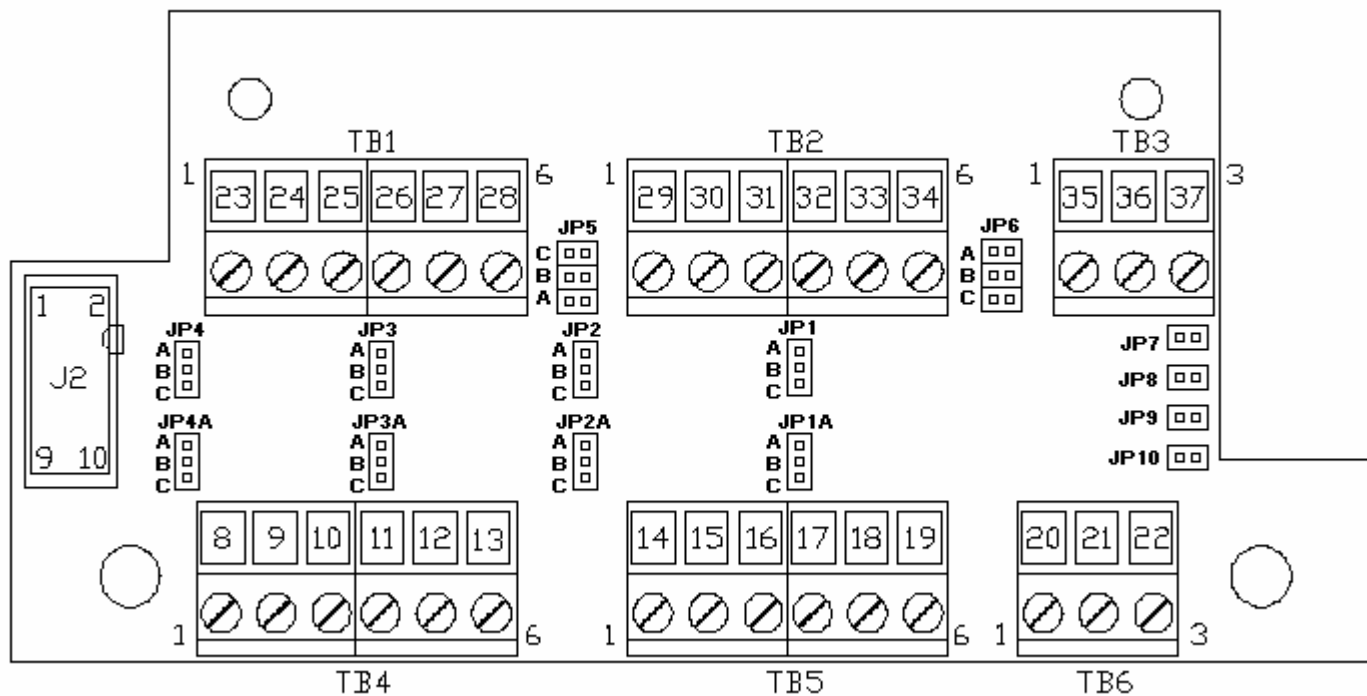 TB1 TB2 TB3
1 6 1 6 1 3
23 24 25 26 27 28 29 30 31 32 33 34 35 36 37
JP5 JP6
C A
B B
A C
1 2
J2
9 10
JP4 JP3 JP2 JP1 JP7
A A A A
B B B B JP8
C C C C
JP4A JP3A JP2A JP1A JP9
A A A A
B B B B JP10
C C C C
8 9 10 11 12 13 14 15 16 17 18 19 20 21 22
1 6 1 6 1 3
TB4 TB5 TB6